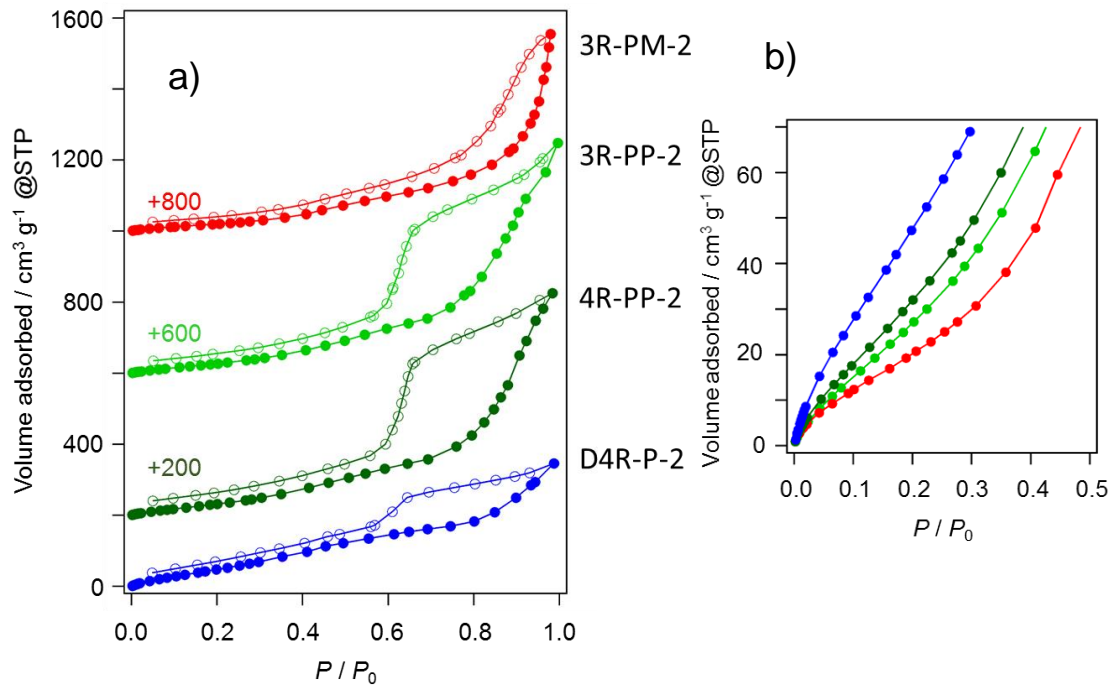 a)
Volume adsorbed / cm³ g⁻¹ @STP
1600
1200
800
400
0
+800
+600
+200
0.0 0.2 0.4 0.6 0.8 1.0
P / P₀
3R-PM-2
3R-PP-2
4R-PP-2
D4R-P-2
b)
Volume adsorbed / cm³ g⁻¹ @STP
60
40
20
0
0.0 0.1 0.2 0.3 0.4 0.5
P / P₀